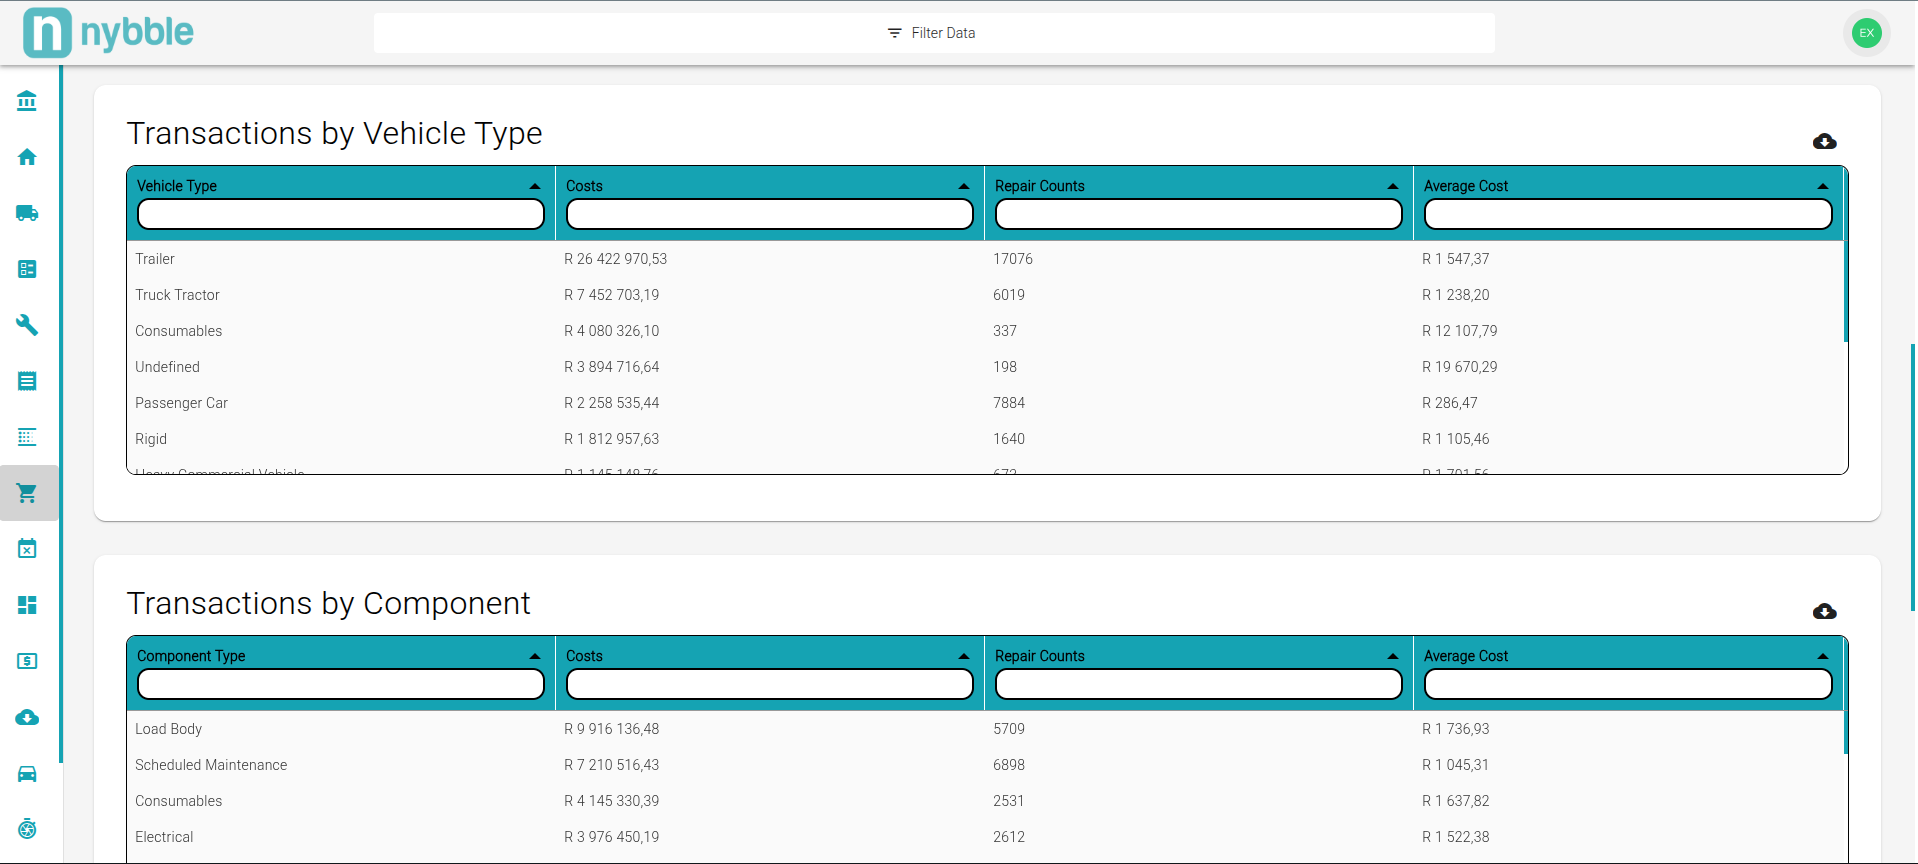 n nybble
Filter Data
EX
Transactions by Vehicle Type
Vehicle Type Costs Repair Counts Average Cost
Trailer R 26 422 970,53 17076 R 1 547,37
Truck Tractor R 7 452 703,19 6019 R 1 238,20
Consumables R 4 080 326,10 337 R 12 107,79
Undefined R 3 894 716,64 198 R 19 670,29
Passenger Car R 2 258 535,44 7884 R 286,47
Rigid R 1 812 957,63 1640 R 1 105,46
Heavy Commercial Vehicle
Transactions by Component
Component Type Costs Repair Counts Average Cost
Load Body R 9 916 136,48 5709 R 1 736,93
Scheduled Maintenance R 7 210 516,43 6898 R 1 045,31
Consumables R 4 145 330,39 2531 R 1 637,82
Electrical R 3 976 450,19 2612 R 1 522,38